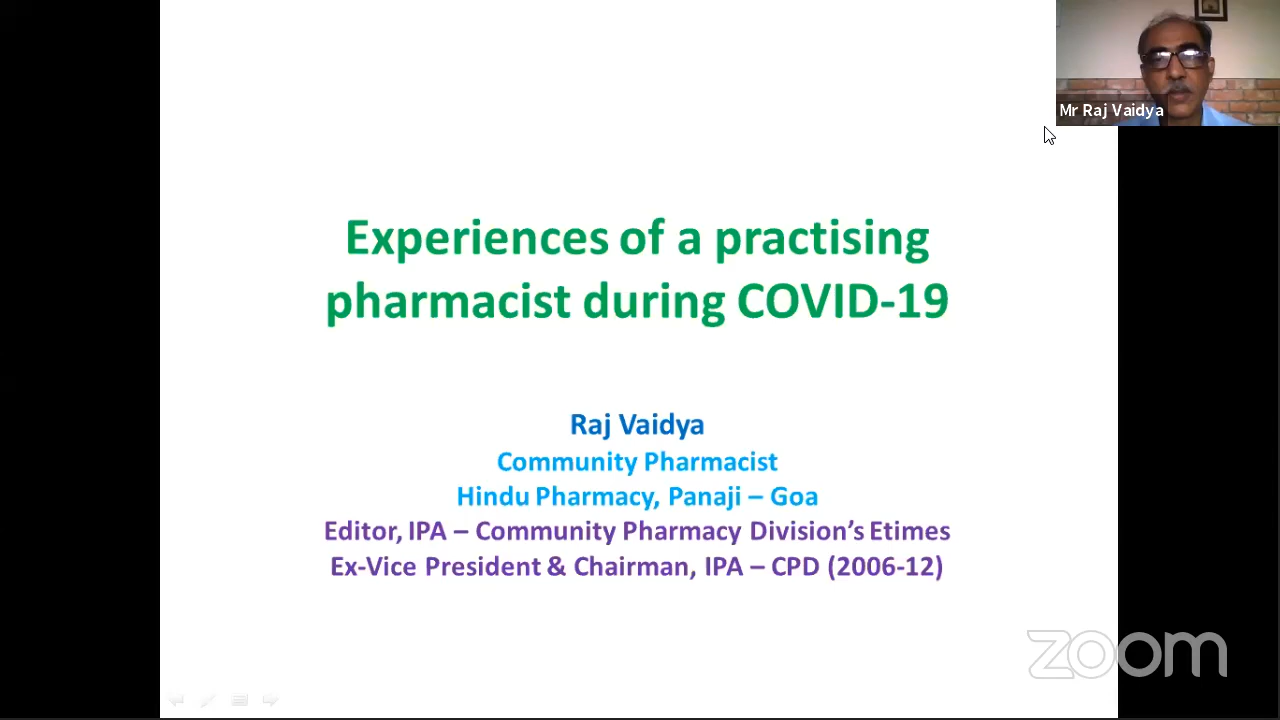 Mr Raj Vaidya
Experiences of a practising
pharmacist during COVID-19
Raj Vaidya
Community Pharmacist
Hindu Pharmacy, Panaji – Goa
Editor, IPA – Community Pharmacy Division’s Etimes
Ex-Vice President & Chairman, IPA – CPD (2006-12)
zoom